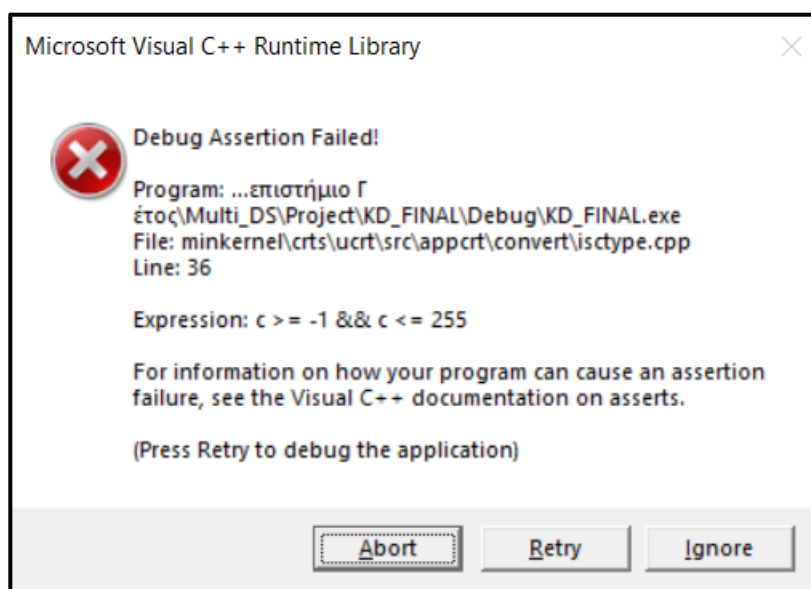 Microsoft Visual C++ Runtime Library
Debug Assertion Failed!
Program: ...επιστήμιο Γ
έτος\Multi_DS\Project\KD_FINAL\Debug\KD_FINAL.exe
File: minkernel\crts\ucrt\src\appcrt\convert\isctype.cpp
Line: 36
Expression: c >= -1 && c <= 255
For information on how your program can cause an assertion
failure, see the Visual C++ documentation on asserts.
(Press Retry to debug the application)
Abort Retry Ignore